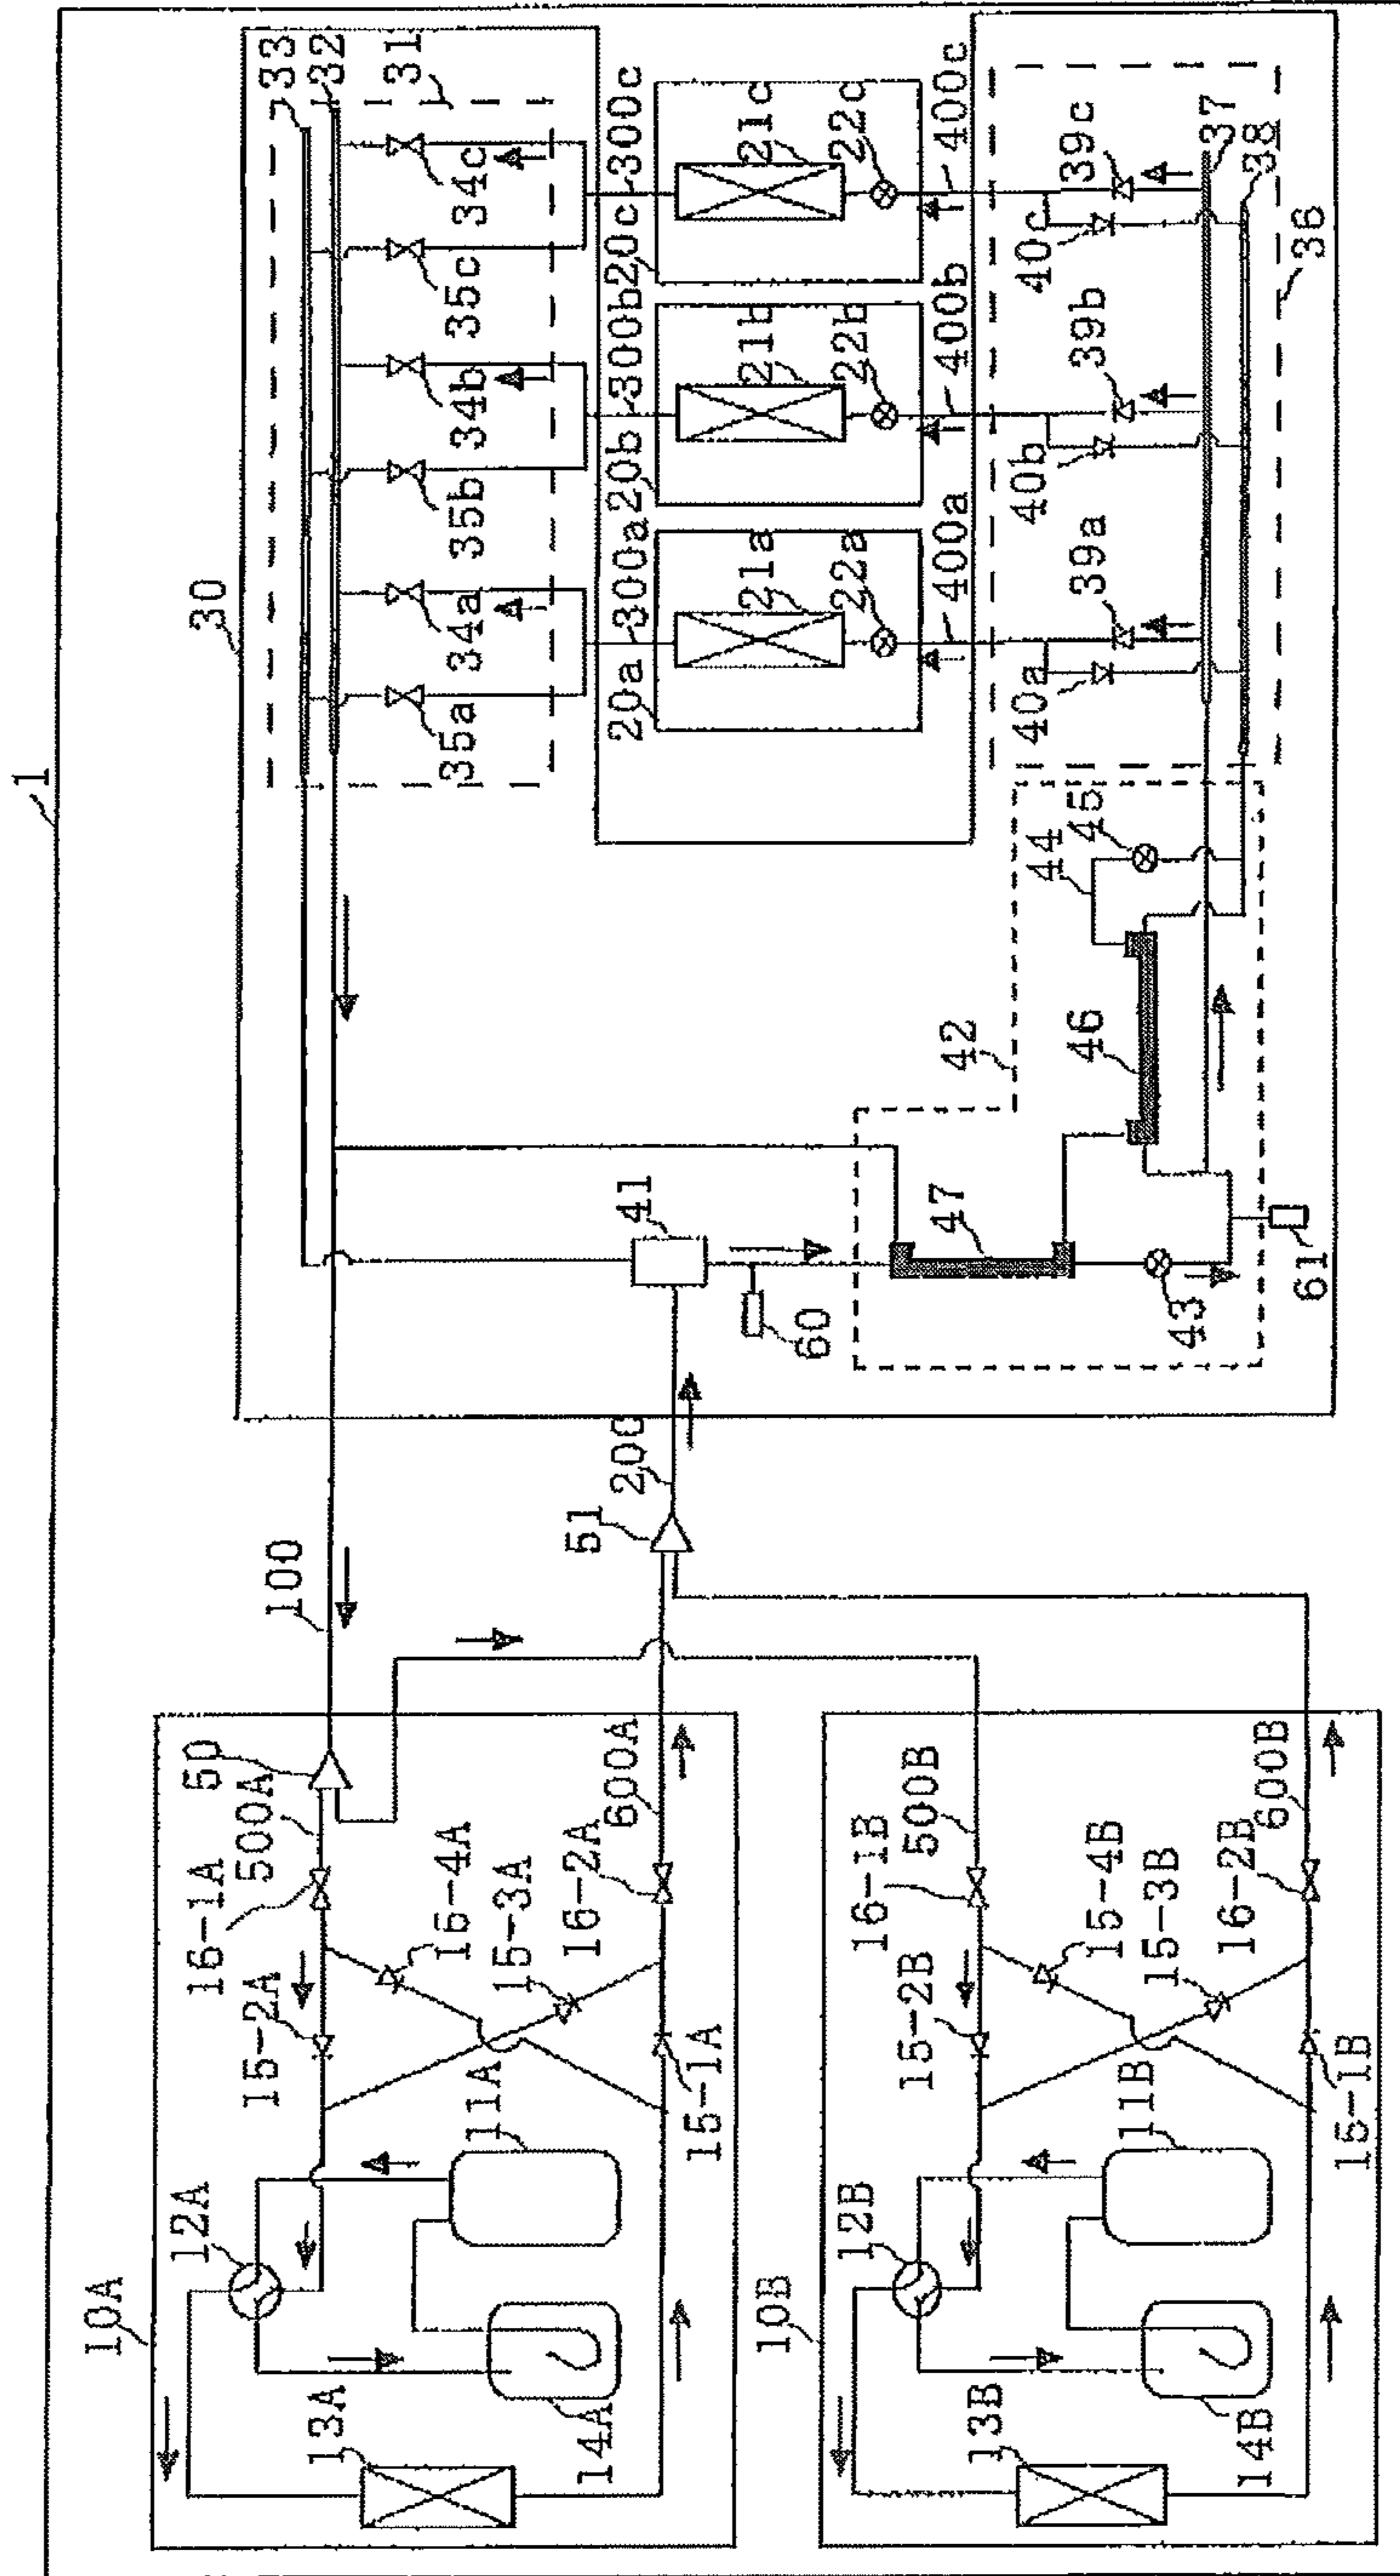 1
30
33
32
31
34c
35c
34b
35b
34a
35a
300c
20c
300b
20b
300a
20a
21c
22c
21b
22b
21a
22a
400c
400b
400a
39c
40c
39b
40b
39a
40a
37
38
36
45
44
42
46
41
47
60
43
61
200
51
100
50
500A
16-1A
15-2A
15-4A
15-3A
16-2A
600A
15-1A
11A
12A
10A
13A
14A
500B
16-1B
15-2B
15-4B
15-3B
16-2B
600B
15-1B
11B
12B
10B
13B
14B